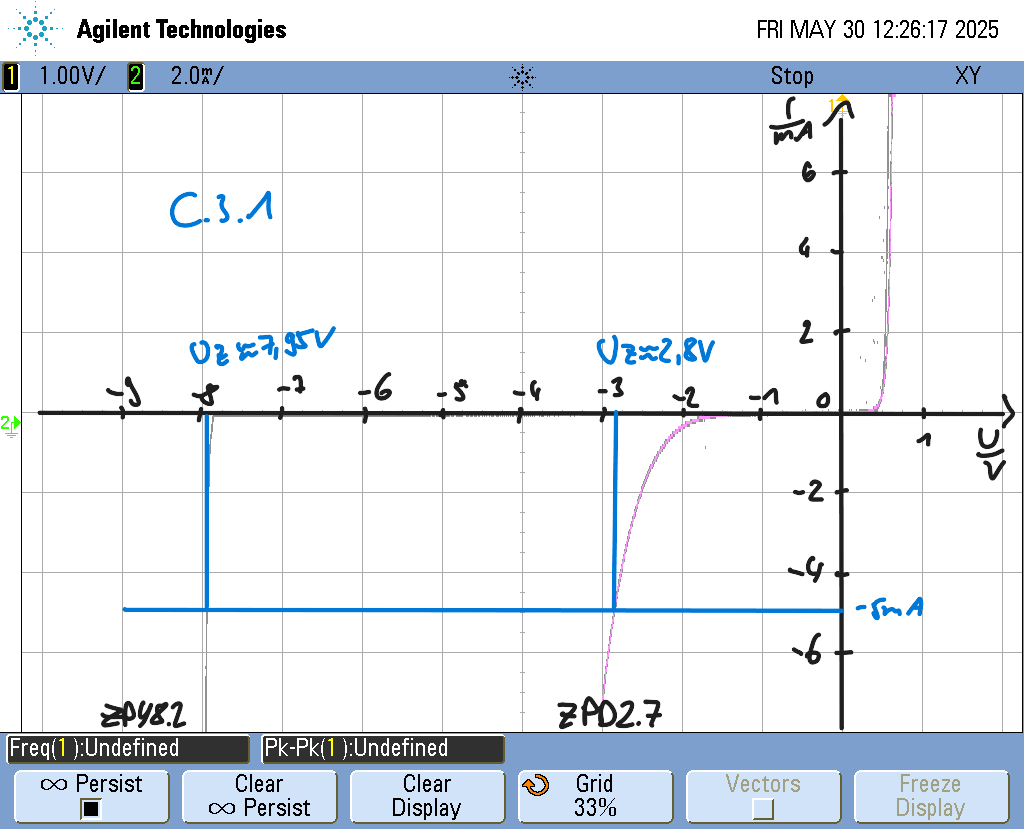 Agilent Technologies
FRI MAY 30 12:26:17 2025
1 1.00V/ 2 2.0mA/ Stop XY
I/mA
6
C.3.1
4
2
Uz≈7,95V Uz≈2,8V
-9 -8 -7 -6 -5 -4 -3 -2 -1 0
1 U/V
2
-2
-4
-5mA
-6
ZPY8.2 ZPD2.7
Freq(1):Undefined Pk-Pk(1):Undefined
∞ Persist Clear Clear Grid Vectors Freeze
∞ Persist Display 33% Display